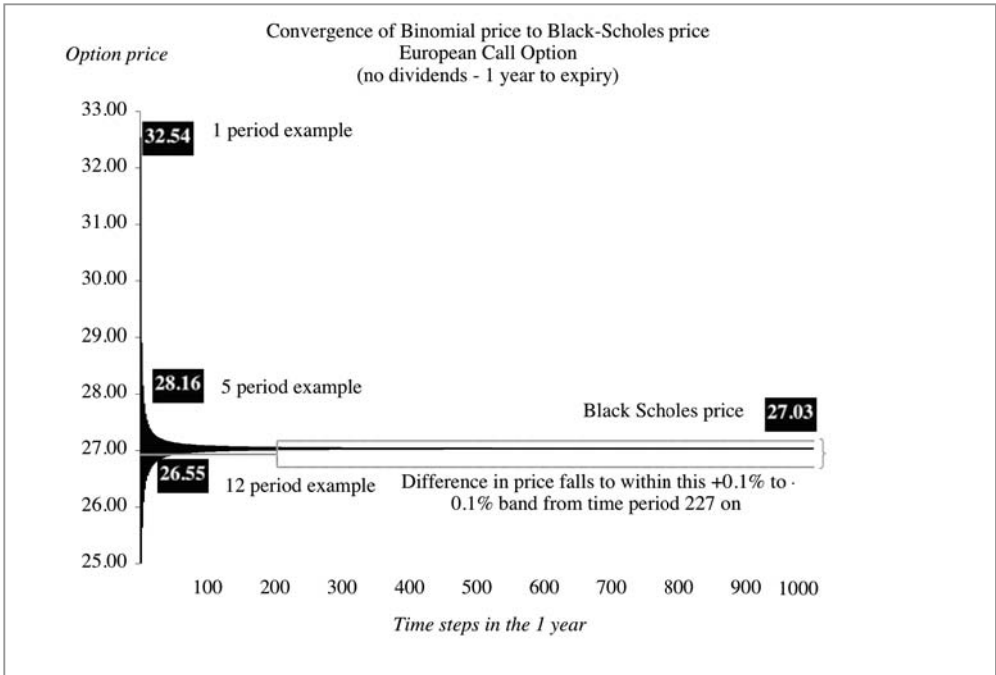 Convergence of Binomial price to Black-Scholes price
European Call Option
(no dividends - 1 year to expiry)
Option price
33.00
32.54 1 period example
32.00
31.00
30.00
29.00
28.00
28.16 5 period example
Black Scholes price 27.03
27.00
26.55 12 period example
Difference in price falls to within this +0.1% to ·
0.1% band from time period 227 on
26.00
25.00
100 200 300 400 500 600 700 800 900 1000
Time steps in the 1 year